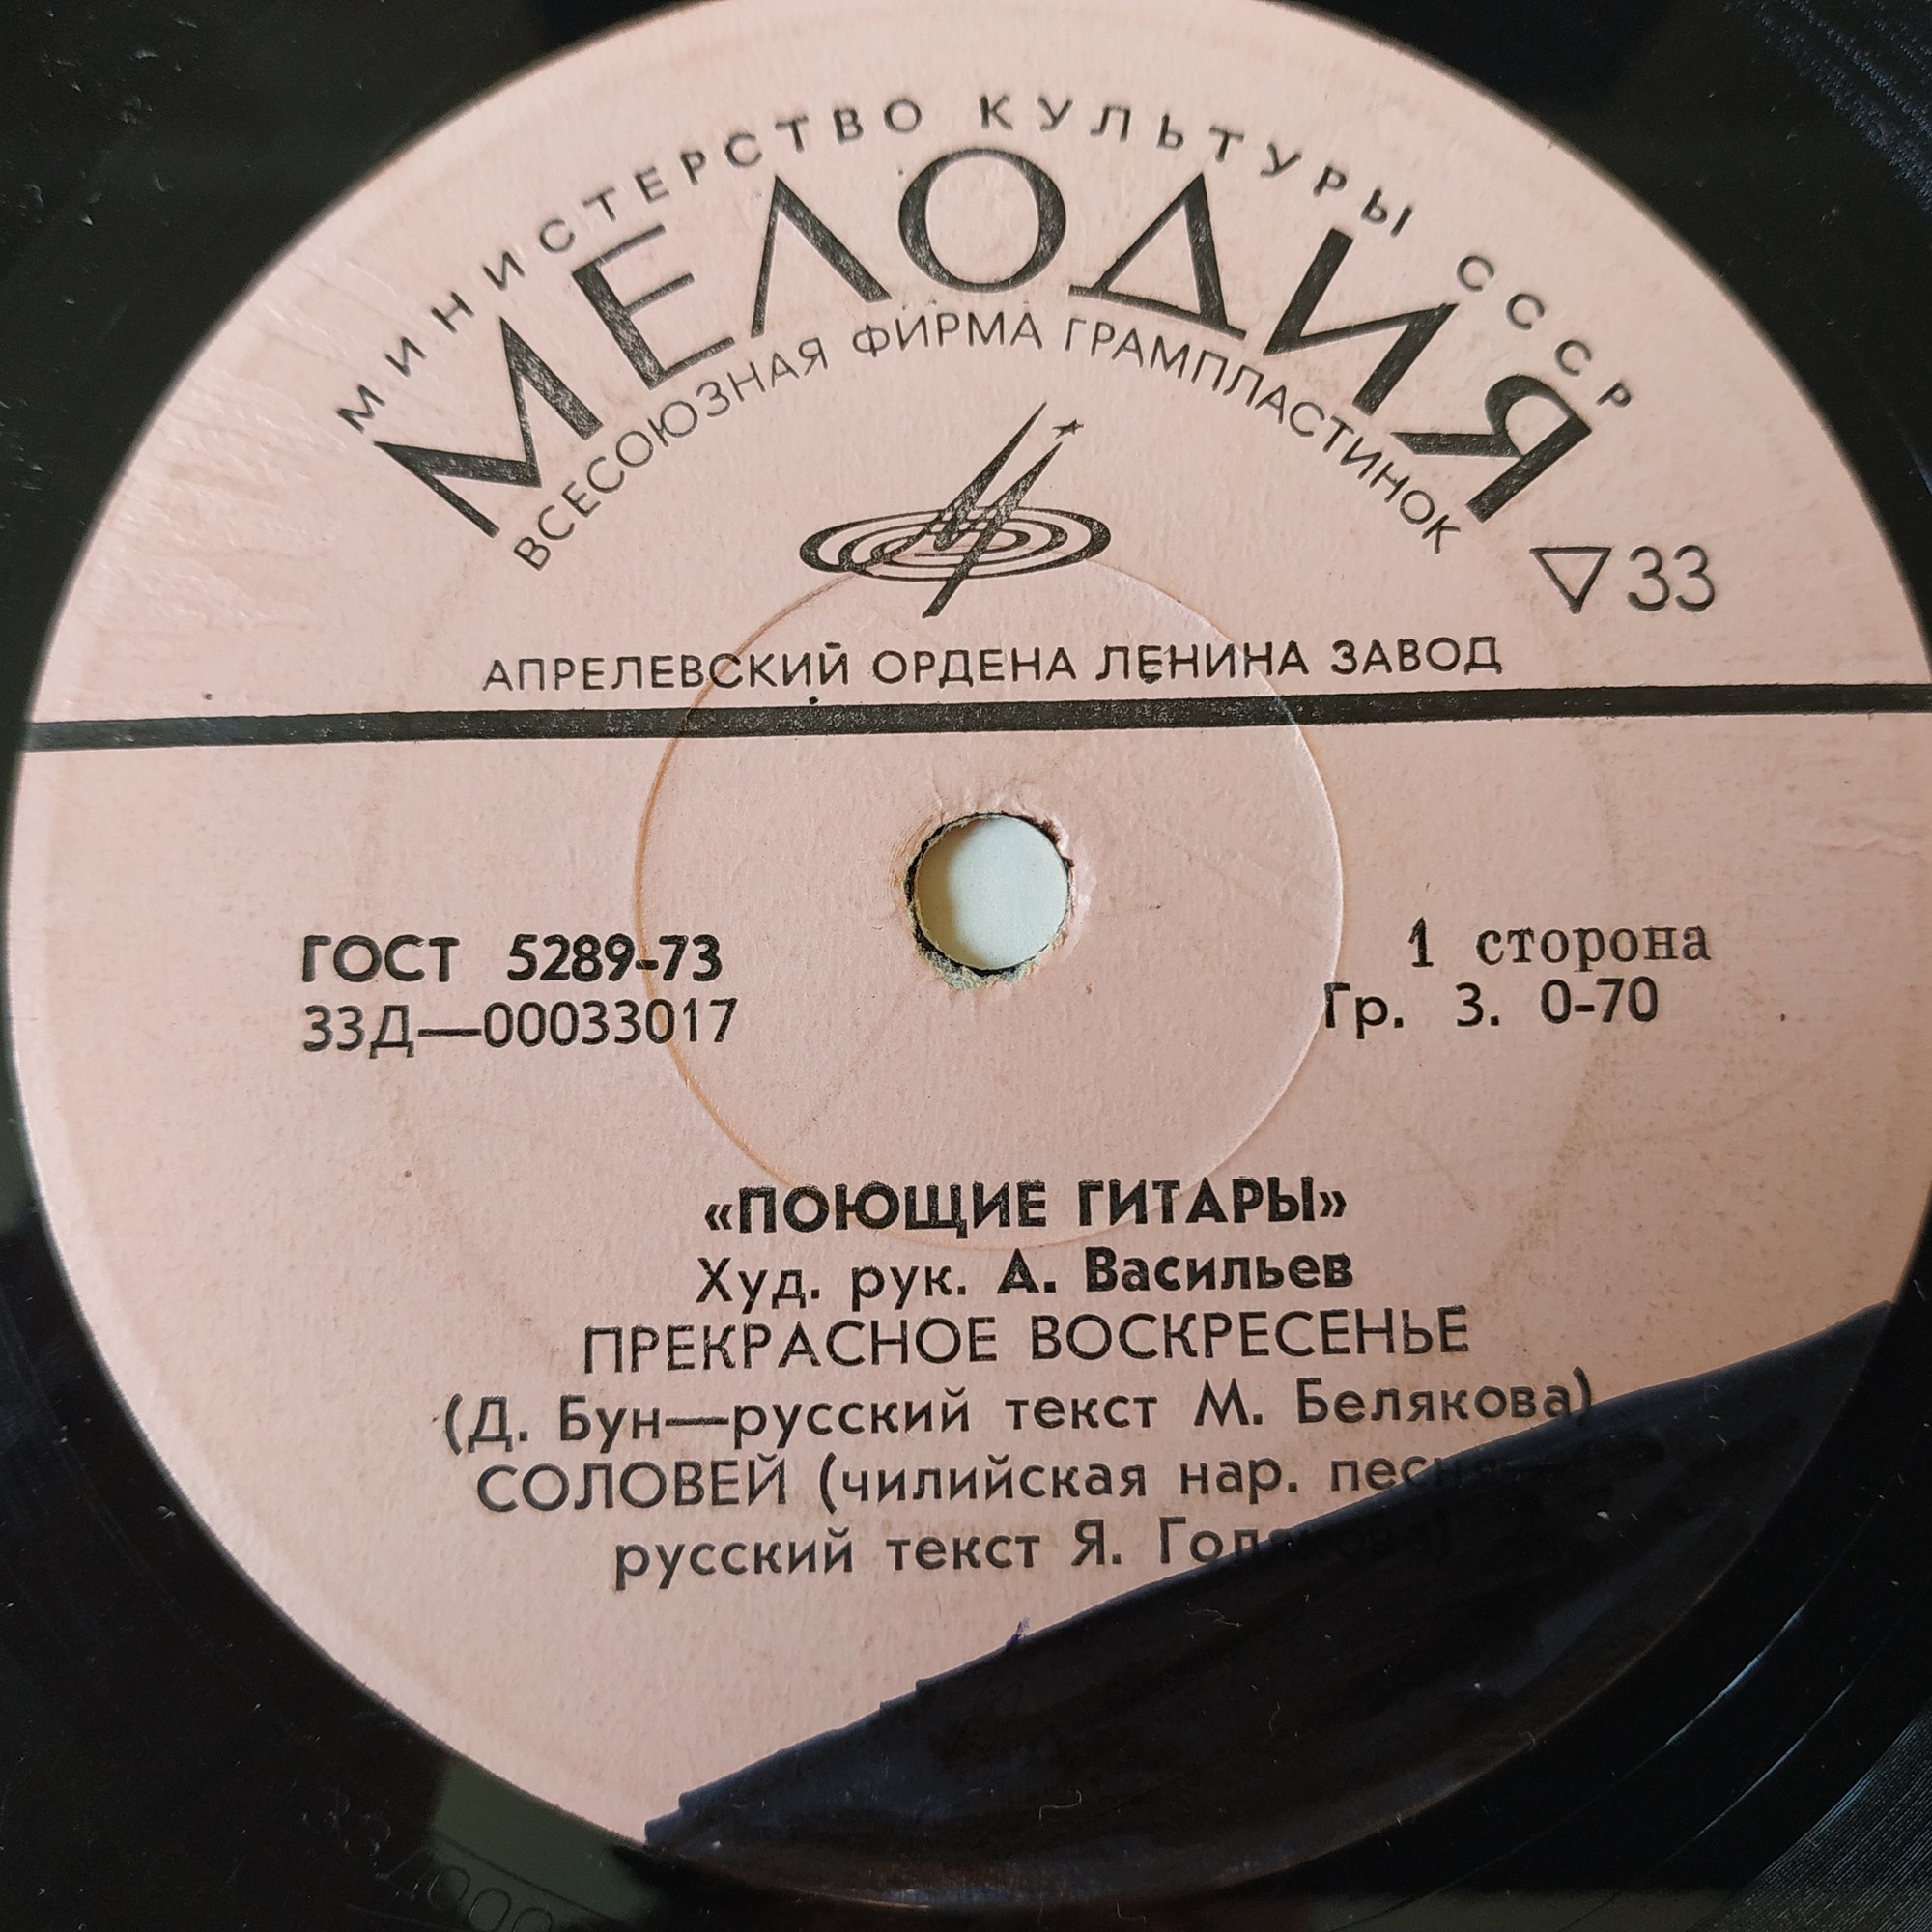 МИНИСТЕРСТВО КУЛЬТУРЫ СССР
МЕЛОДИЯ
ВСЕСОЮЗНАЯ ФИРМА ГРАМПЛАСТИНОК
▽33
АПРЕЛЕВСКИЙ ОРДЕНА ЛЕНИНА ЗАВОД
ГОСТ 5289-73
33Д—00033017
1 сторона
Гр. 3. 0-70
«ПОЮЩИЕ ГИТАРЫ»
Худ. рук. А. Васильев
ПРЕКРАСНОЕ ВОСКРЕСЕНЬЕ
(Д. Бун—русский текст М. Белякова)
СОЛОВЕЙ (чилийская нар. песня—
русский текст Я.